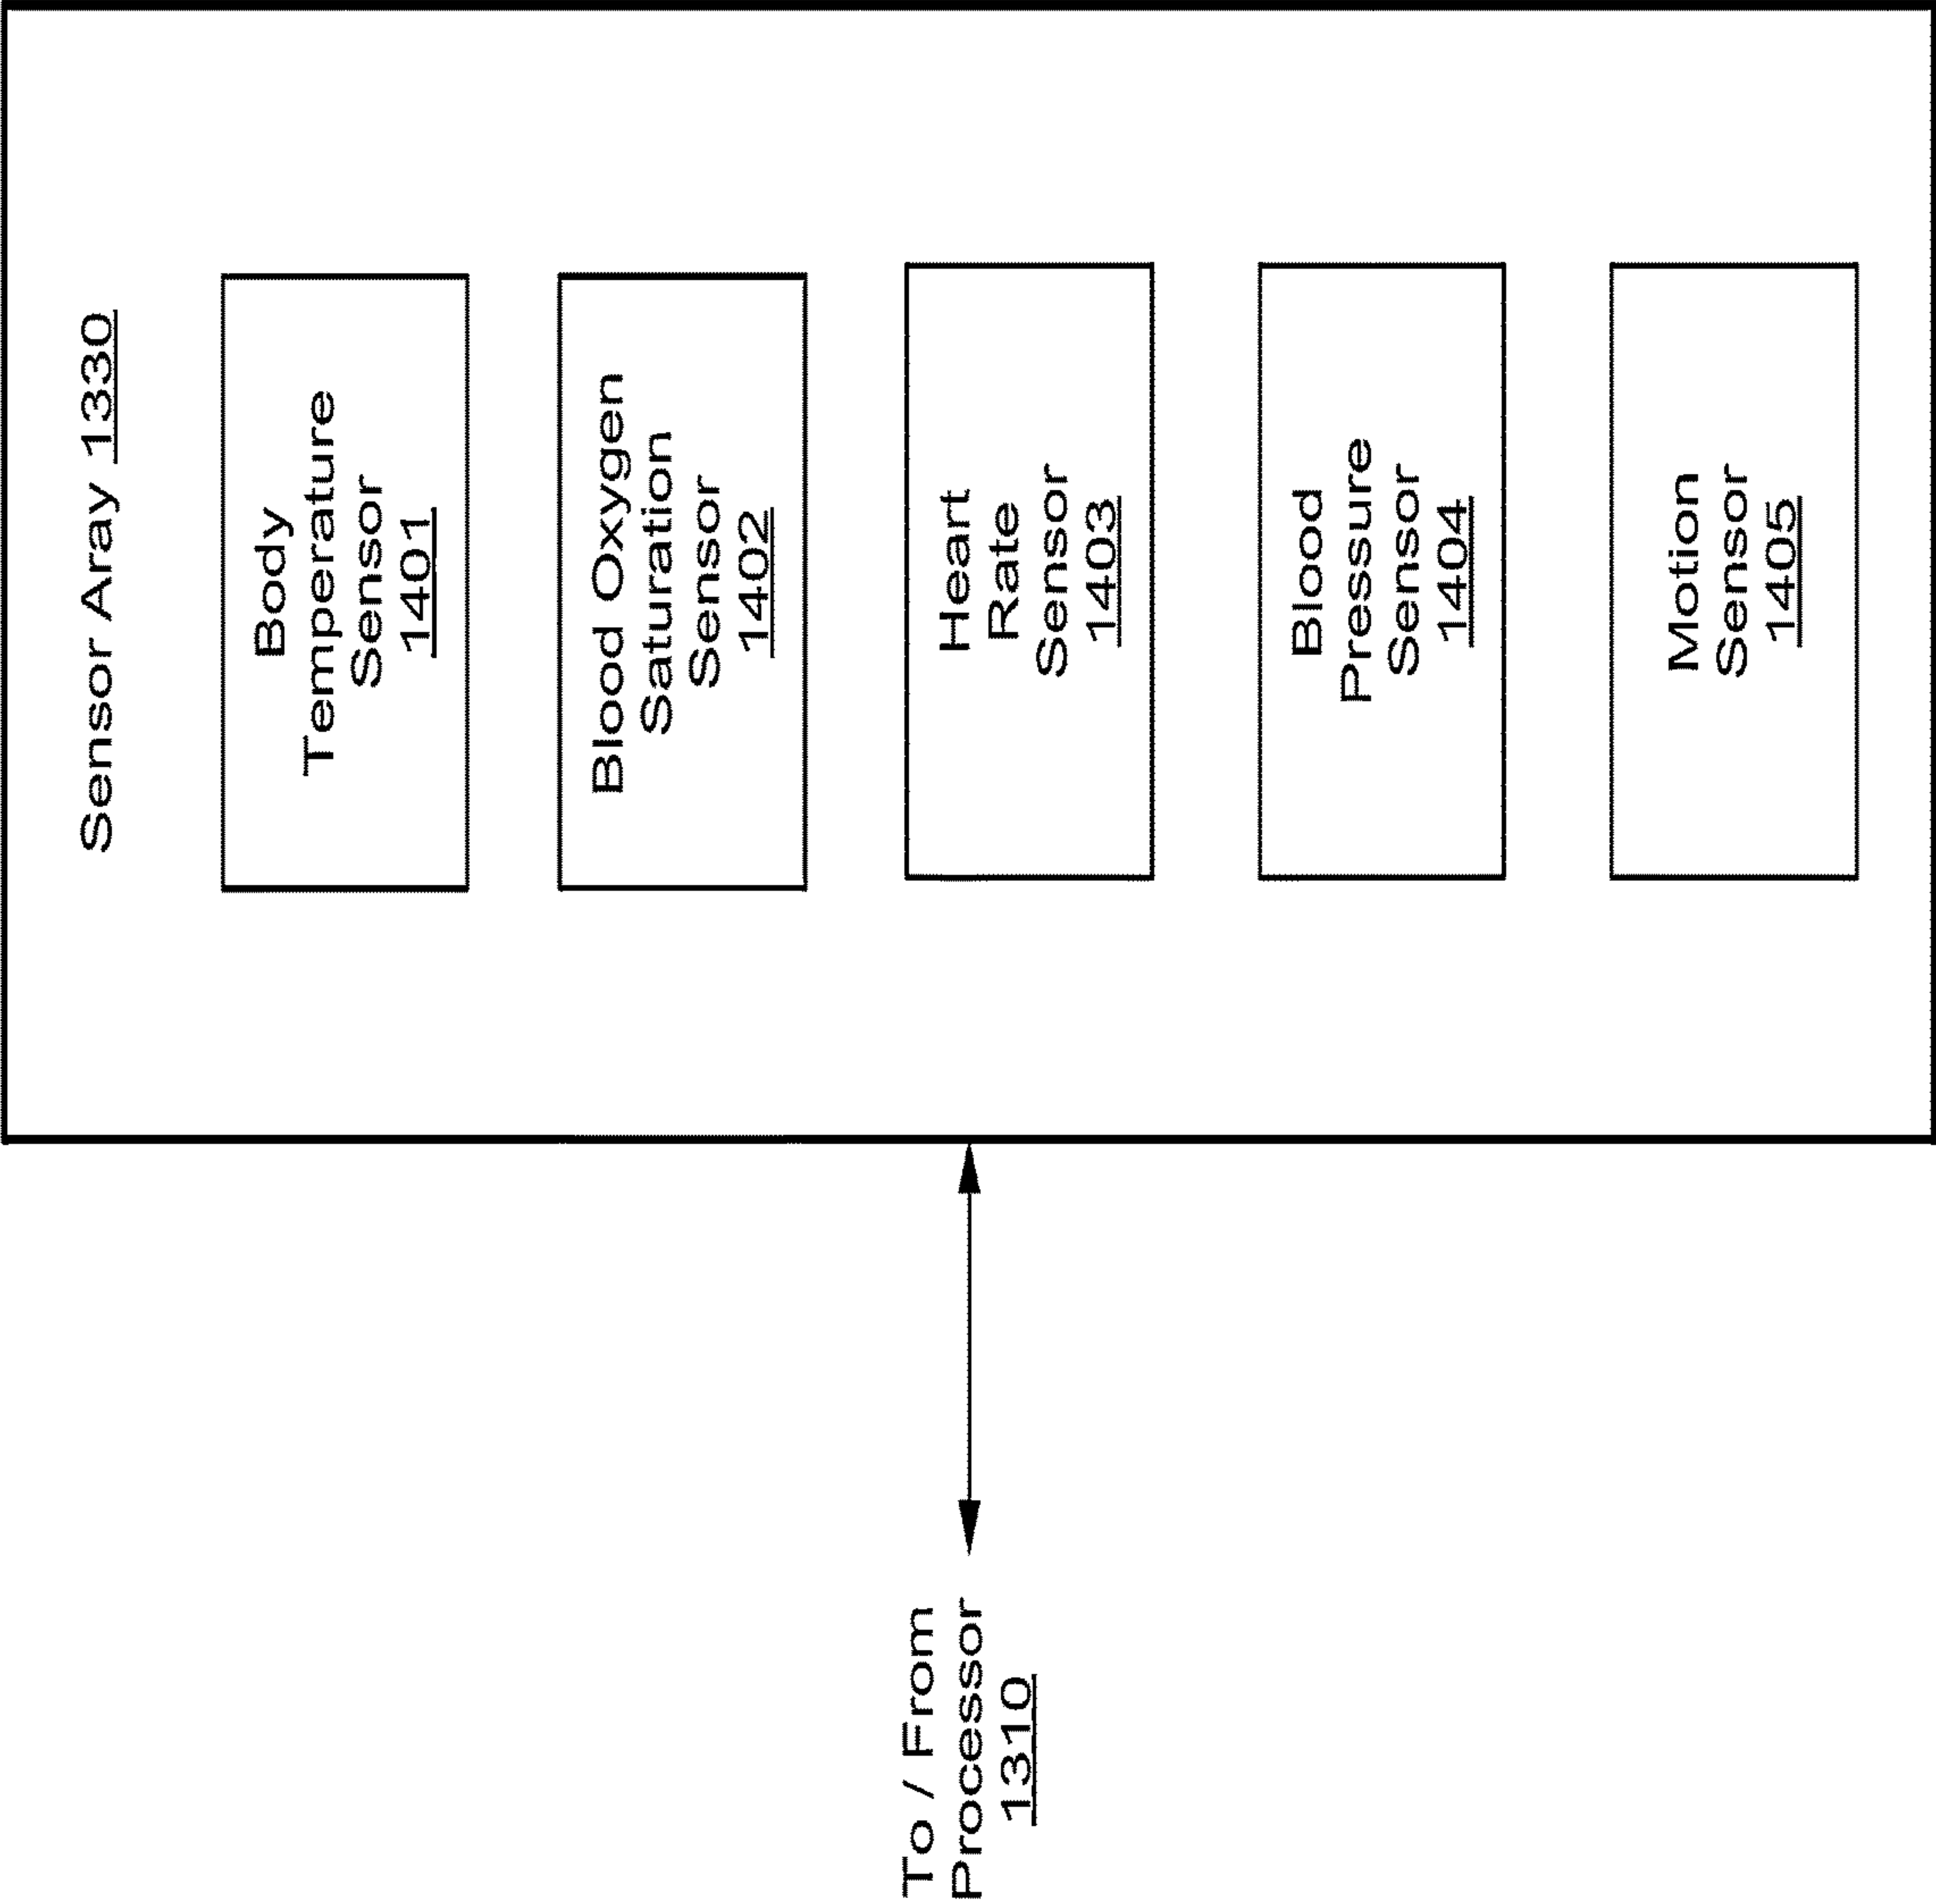 Sensor Aray 1330
Body
Temperature
Sensor
1401
Blood Oxygen
Saturation
Sensor
1402
Heart
Rate
Sensor
1403
Blood
Pressure
Sensor
1404
Motion
Sensor
1405
To / From
Processor
1310